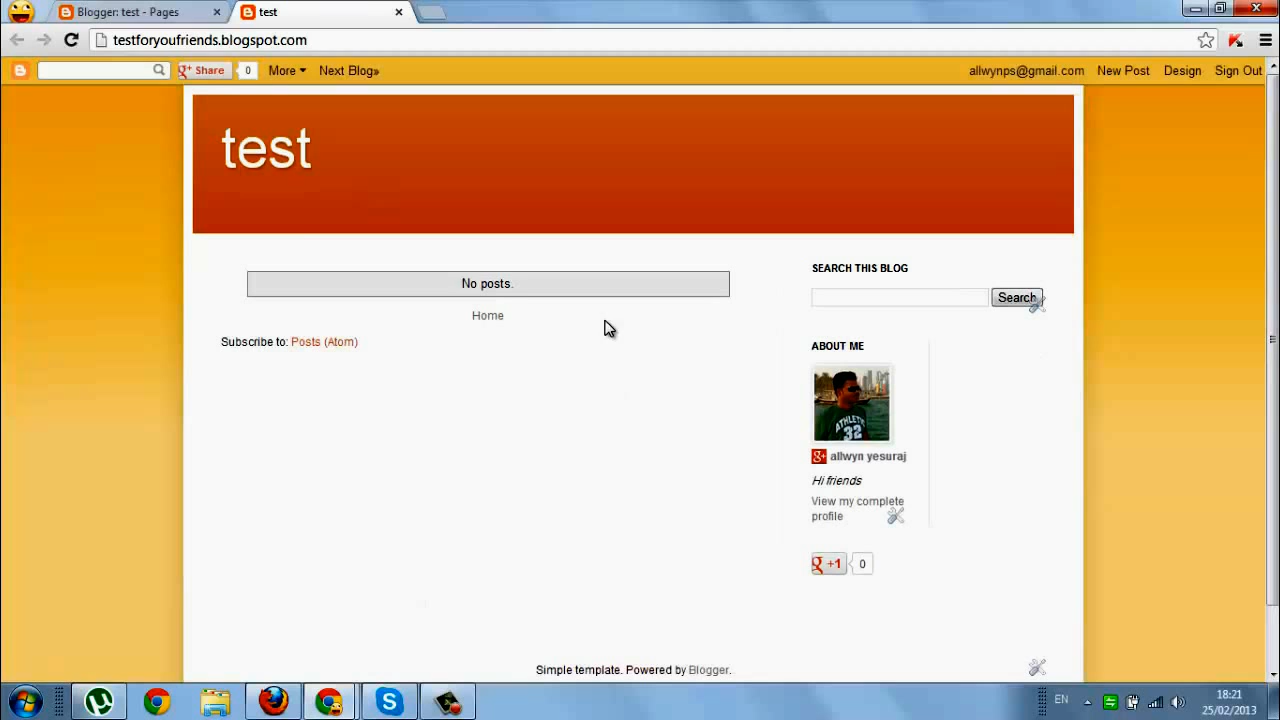 Blogger: test - Pages
test
testforyoufriends.blogspot.com
Share 0 More Next Blog» allwynps@gmail.com New Post Design Sign Out
test
No posts.
Home
Subscribe to: Posts (Atom)
SEARCH THIS BLOG
Search
ABOUT ME
ATHLETIC
32
allwyn yesuraj
Hi friends
View my complete
profile
+1 0
Simple template. Powered by Blogger.
EN
18:21
25/02/2013